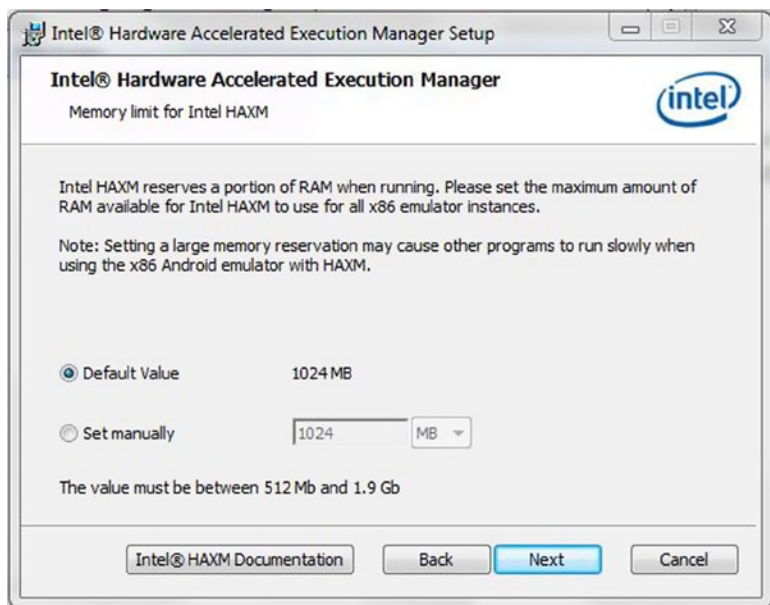 Intel® Hardware Accelerated Execution Manager Setup
Intel® Hardware Accelerated Execution Manager
Memory limit for Intel HAXM
intel
Intel HAXM reserves a portion of RAM when running. Please set the maximum amount of
RAM available for Intel HAXM to use for all x86 emulator instances.
Note: Setting a large memory reservation may cause other programs to run slowly when
using the x86 Android emulator with HAXM.
Default Value 1024 MB
Set manually 1024 MB
The value must be between 512 Mb and 1.9 Gb
Intel® HAXM Documentation Back Next Cancel